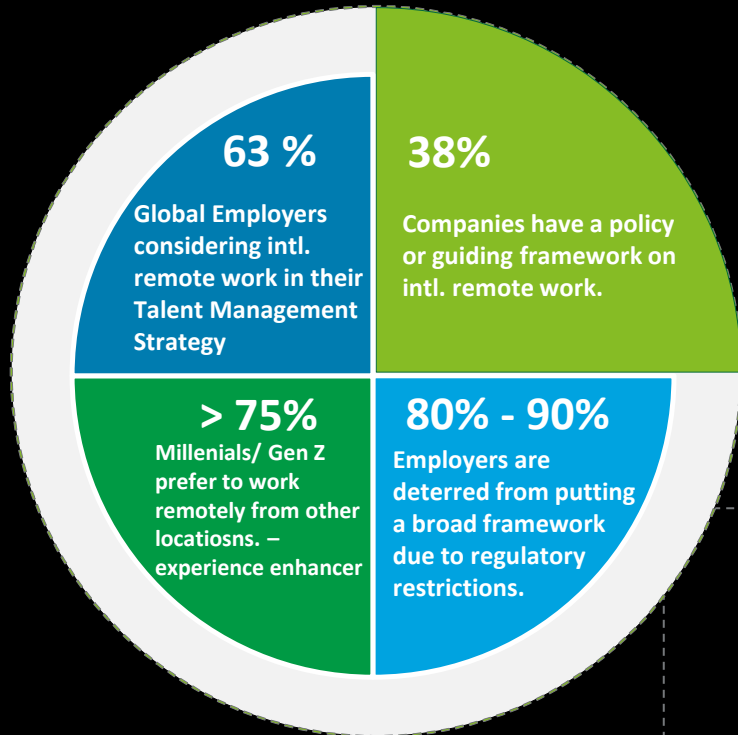 63 %
Global Employers
considering intl.
remote work in their
Talent Management
Strategy
38%
Companies have a policy
or guiding framework on
intl. remote work.
> 75%
Millenials/ Gen Z
prefer to work
remotely from other
locatiosns. –
experience enhancer
80% - 90%
Employers are
deterred from putting
a broad framework
due to regulatory
restrictions.